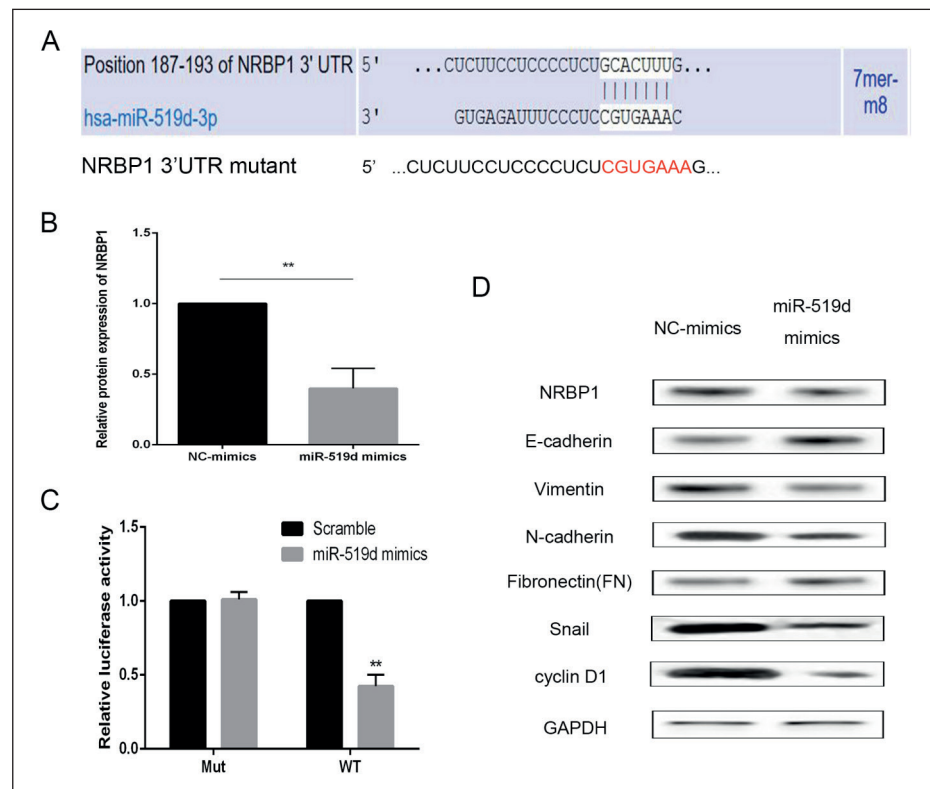 A
Position 187-193 of NRBP1 3' UTR 5' ...CUCUUCCUCCCCUCUGCACUUUG...
hsa-miR-519d-3p 3' GUGAGAUUUCCCUCCGUGAAAC
7mer-
m8
NRBP1 3'UTR mutant 5' ...CUCUUCCUCCCCUCUCGUGAAAG...
B
Relative protein expression of NRBP1
1.5
1.0
0.5
0.0
**
NC-mimics miR-519d mimics
C
Relative luciferase activity
1.5
1.0
0.5
0.0
Scramble
miR-519d mimics
**
Mut WT
D
NC-mimics
miR-519d
mimics
NRBP1
E-cadherin
Vimentin
N-cadherin
Fibronectin(FN)
Snail
cyclin D1
GAPDH